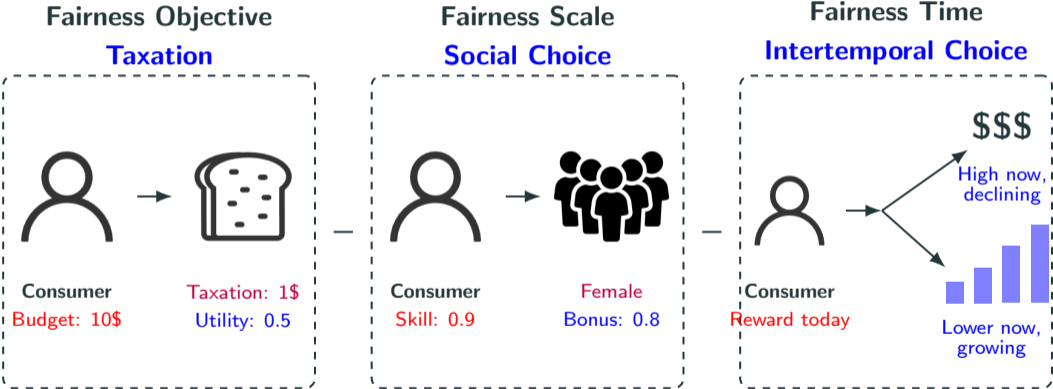 Fairness Objective
Taxation
Consumer
Budget: 10$
Taxation: 1$
Utility: 0.5
Fairness Scale
Social Choice
Consumer
Skill: 0.9
Female
Bonus: 0.8
Fairness Time
Intertemporal Choice
Consumer
Reward today
$$$
High now,
declining
Lower now,
growing